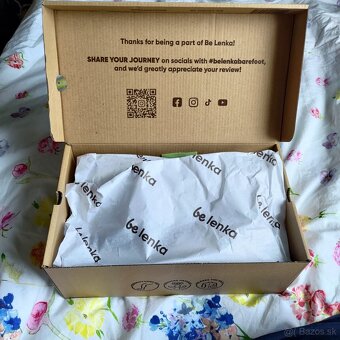 Thanks for being a part of Be Lenka!
SHARE YOUR JOURNEY on socials with #belenkabarefoot,
and we'd greatly appreciate your review!
be lenka
be lenka
be lenka
be lenka
be lenka
Bazos.sk